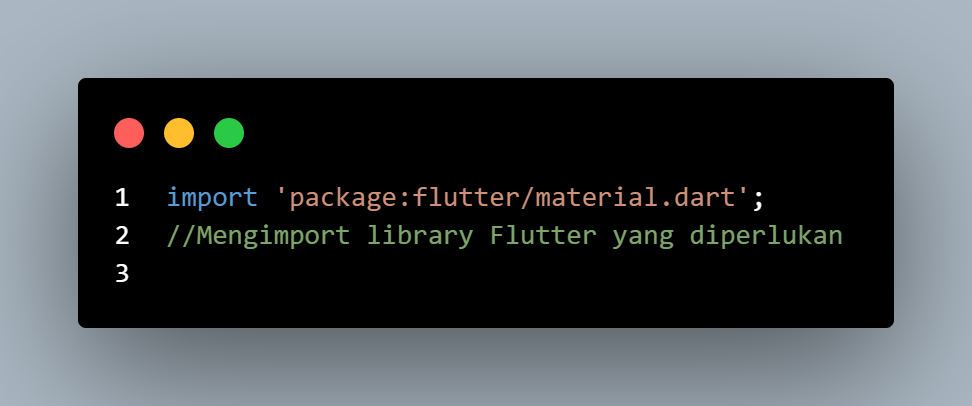 1 import 'package:flutter/material.dart';
2 //Mengimport library Flutter yang diperlukan
3